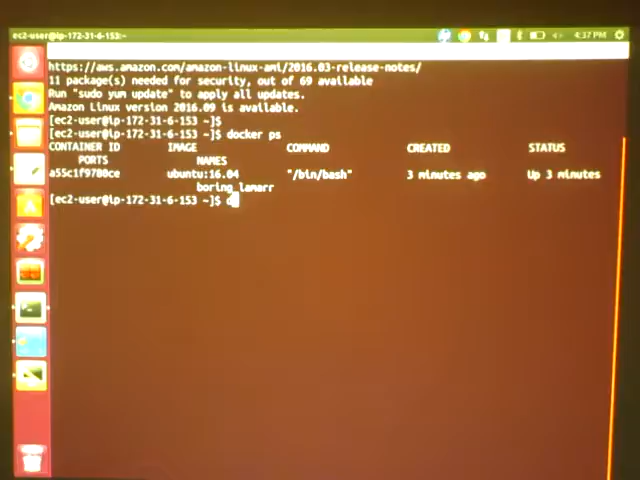 ec2-user@ip-172-31-6-153:~ 4:37 PM
https://aws.amazon.com/amazon-linux-ami/2016.03-release-notes/
11 package(s) needed for security, out of 69 available
Run "sudo yum update" to apply all updates.
Amazon Linux version 2016.09 is available.
[ec2-user@ip-172-31-6-153 ~]$
[ec2-user@ip-172-31-6-153 ~]$ docker ps
CONTAINER ID IMAGE COMMAND CREATED STATUS
PORTS NAMES
a55c1f9780ce ubuntu:16.04 "/bin/bash" 3 minutes ago Up 3 minutes
boring_lamarr
[ec2-user@ip-172-31-6-153 ~]$ d